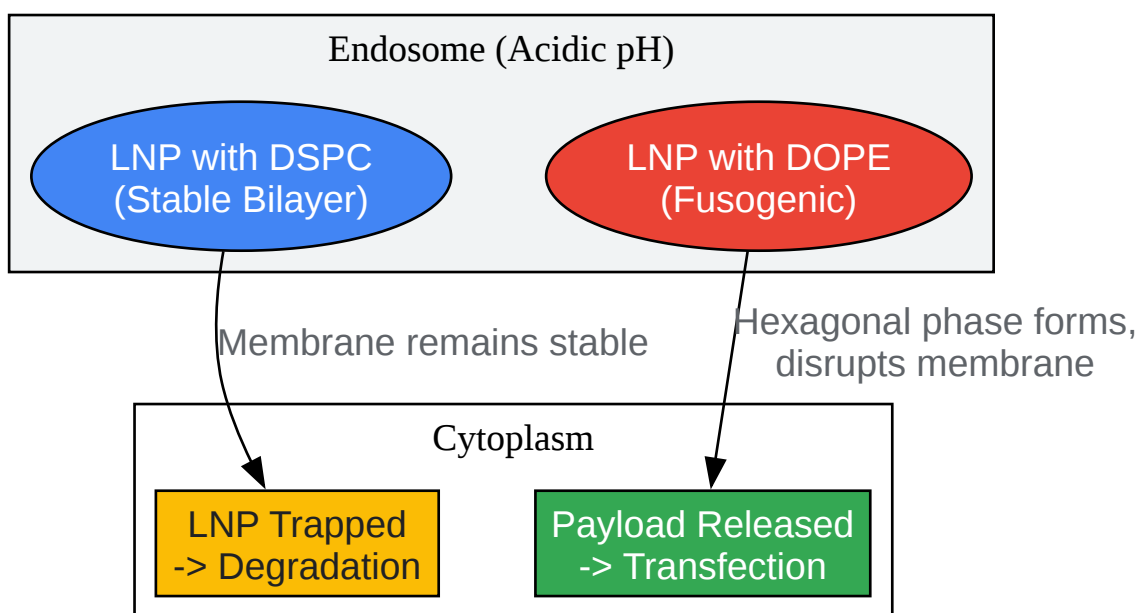 Endosome (Acidic pH)
LNP with DSPC
(Stable Bilayer)
LNP with DOPE
(Fusogenic)
Membrane remains stable
Hexagonal phase forms,
disrupts membrane
Cytoplasm
LNP Trapped
-> Degradation
Payload Released
-> Transfection